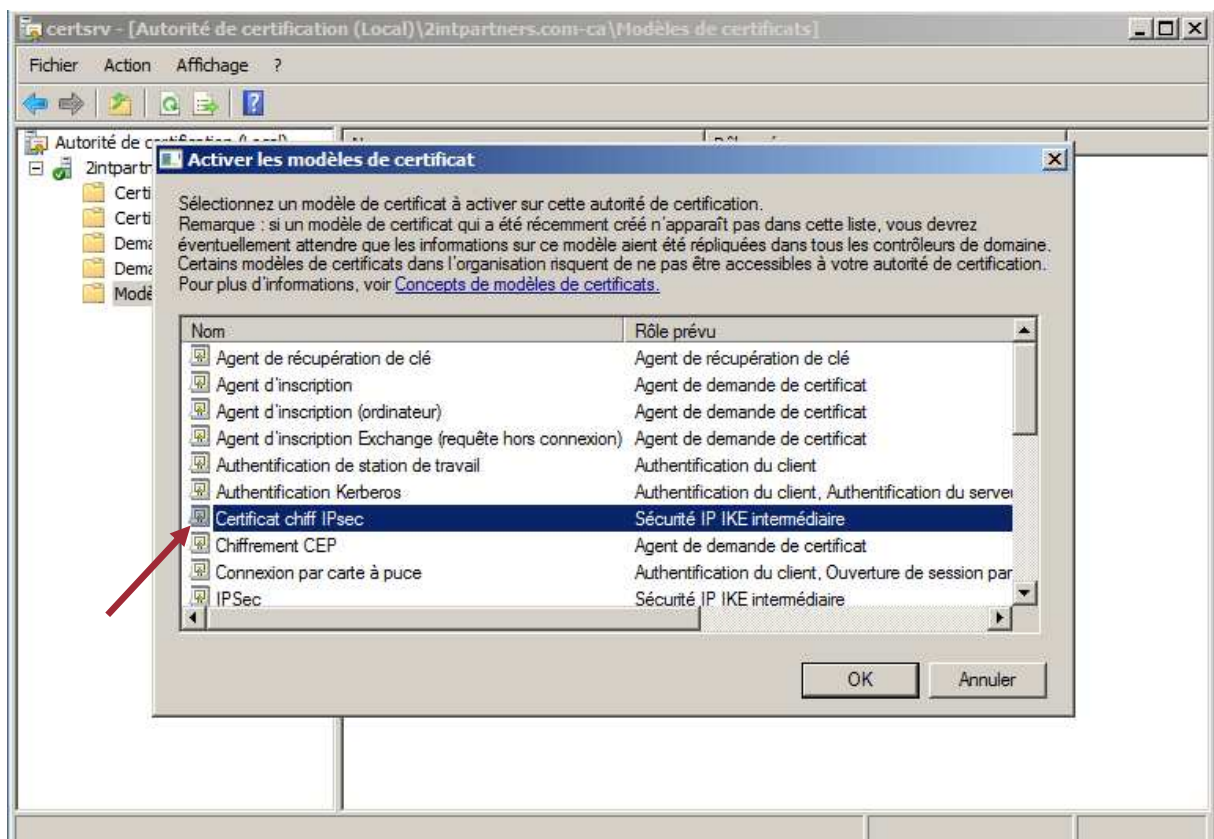 certsrv - [Autorité de certification (Local)\2intpartners.com-ca\Modèles de certificats]
Fichier Action Affichage ?
Autorité de certification (Local)
2intpartn
Certi
Certi
Dema
Dema
Modè
Activer les modèles de certificat
Sélectionnez un modèle de certificat à activer sur cette autorité de certification.
Remarque : si un modèle de certificat qui a été récemment créé n'apparaît pas dans cette liste, vous devrez
éventuellement attendre que les informations sur ce modèle aient été répliquées dans tous les contrôleurs de domaine.
Certains modèles de certificats dans l'organisation risquent de ne pas être accessibles à votre autorité de certification.
Pour plus d'informations, voir Concepts de modèles de certificats.
Nom Rôle prévu
Agent de récupération de clé Agent de récupération de clé
Agent d'inscription Agent de demande de certificat
Agent d'inscription (ordinateur) Agent de demande de certificat
Agent d'inscription Exchange (requête hors connexion) Agent de demande de certificat
Authentification de station de travail Authentification du client
Authentification Kerberos Authentification du client, Authentification du server
Certificat chiff IPsec Sécurité IP IKE intermédiaire
Chiffrement CEP Agent de demande de certificat
Connexion par carte à puce Authentification du client, Ouverture de session par
IPSec Sécurité IP IKE intermédiaire
OK Annuler